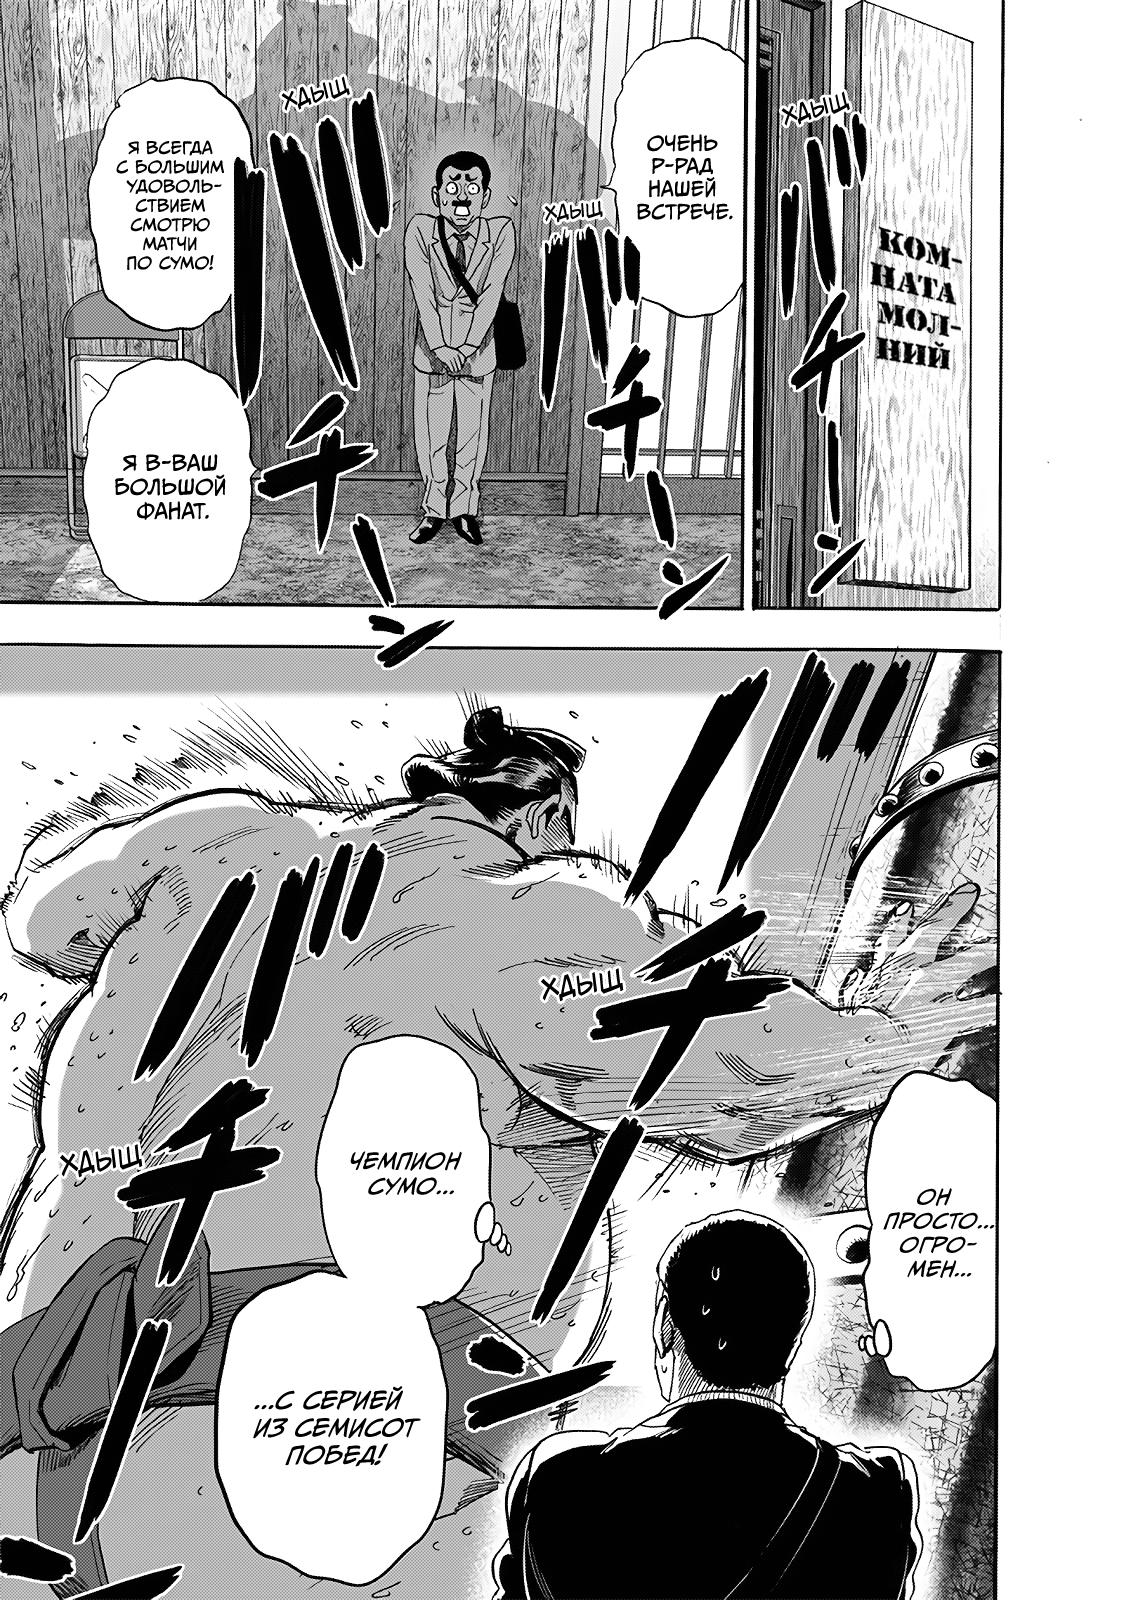 КОМ-
НАТА
МОЛ-
НИЙ
ХДЫЩ
ОЧЕНЬ
Р-РАД
НАШЕЙ
ВСТРЕЧЕ.
ХДЫЩ
ХДЫЩ
Я ВСЕГДА
С БОЛЬШИМ
УДОВОЛЬ-
СТВИЕМ
СМОТРЮ
МАТЧИ
ПО СУМО!
Я В-ВАШ
БОЛЬШОЙ
ФАНАТ.
ХДЫЩ
ОН
ПРОСТО...
ОГРО-
МЕН...
ЧЕМПИОН
СУМО...
ХДЫЩ
...С СЕРИЕЙ
ИЗ СЕМИСОТ
ПОБЕД!